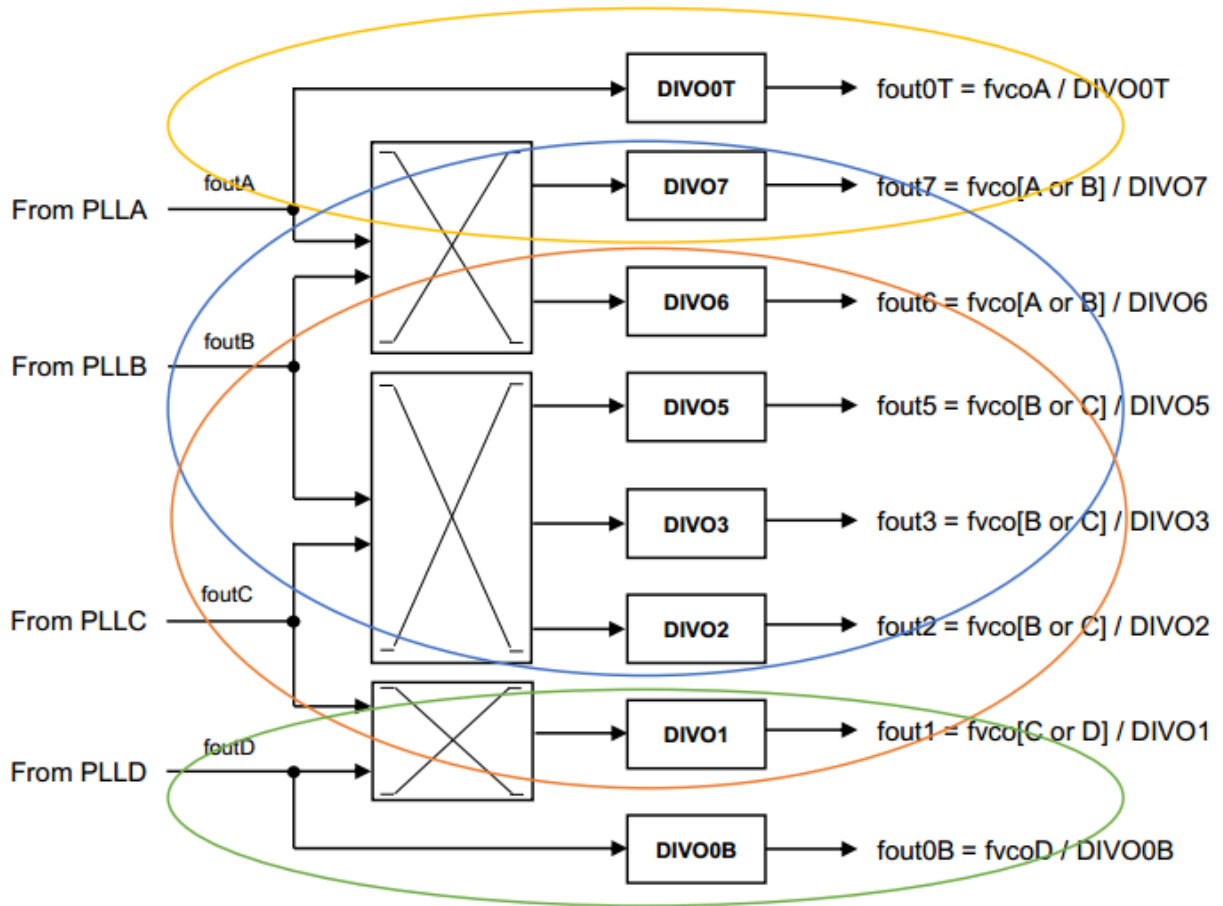 DIVO0T fout0T = fvcoA / DIVO0T
foutA DIVO7 fout7 = fvco[A or B] / DIVO7
From PLLA
DIVO6 fout6 = fvco[A or B] / DIVO6
foutB
From PLLB
DIVO5 fout5 = fvco[B or C] / DIVO5
DIVO3 fout3 = fvco[B or C] / DIVO3
foutC
From PLLC DIVO2 fout2 = fvco[B or C] / DIVO2
foutD DIVO1 fout1 = fvco[C or D] / DIVO1
From PLLD
DIVO0B fout0B = fvcoD / DIVO0B